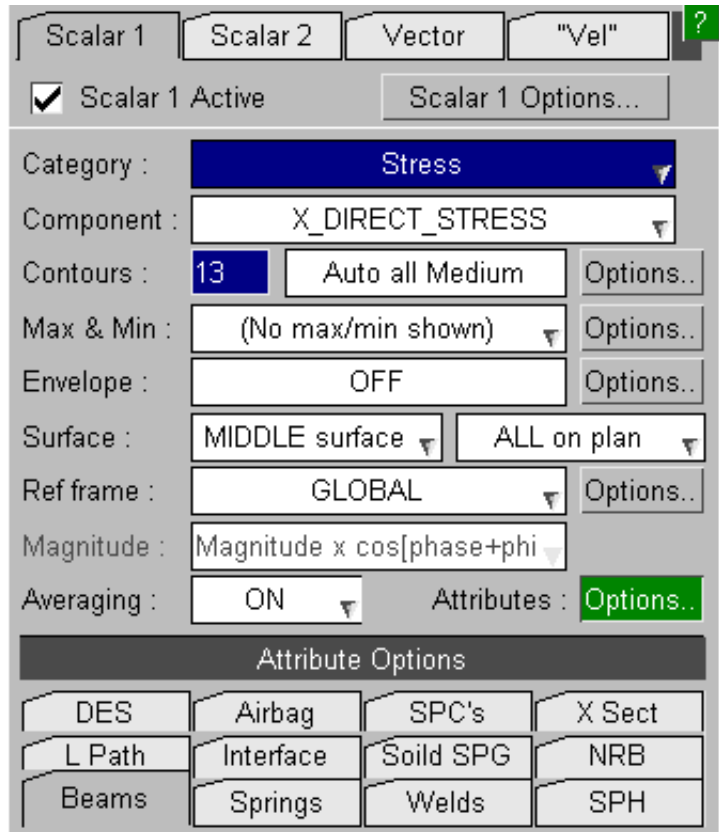 Scalar 1 Scalar 2 Vector "Vel" ?
Scalar 1 Active Scalar 1 Options...
Category : Stress
Component : X_DIRECT_STRESS
Contours : 13 Auto all Medium Options..
Max & Min : (No max/min shown) Options..
Envelope : OFF Options..
Surface : MIDDLE surface ALL on plan
Ref frame : GLOBAL Options..
Magnitude : Magnitude x cos[phase+phi
Averaging : ON Attributes : Options..
Attribute Options
DES Airbag SPC's X Sect
L Path Interface Soild SPG NRB
Beams Springs Welds SPH